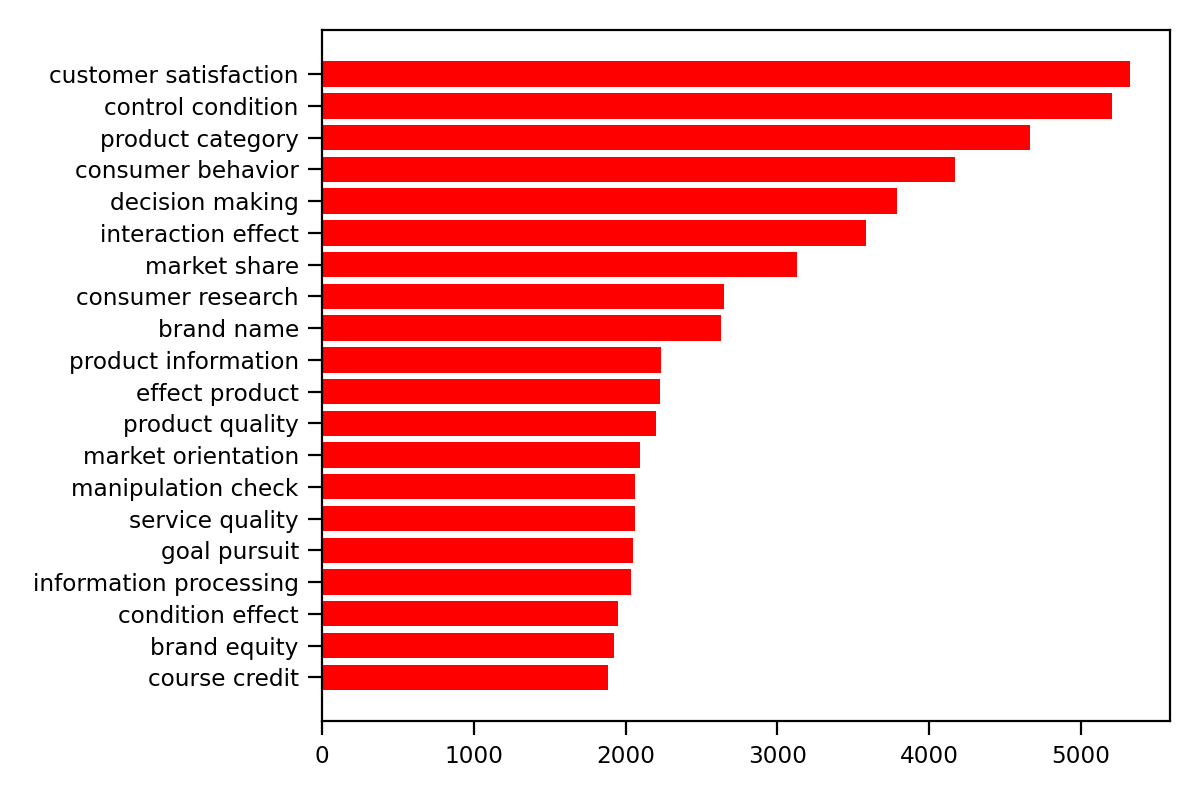 customer satisfaction
control condition
product category
consumer behavior
decision making
interaction effect
market share
consumer research
brand name
product information
effect product
product quality
market orientation
manipulation check
service quality
goal pursuit
information processing
condition effect
brand equity
course credit
0 1000 2000 3000 4000 5000